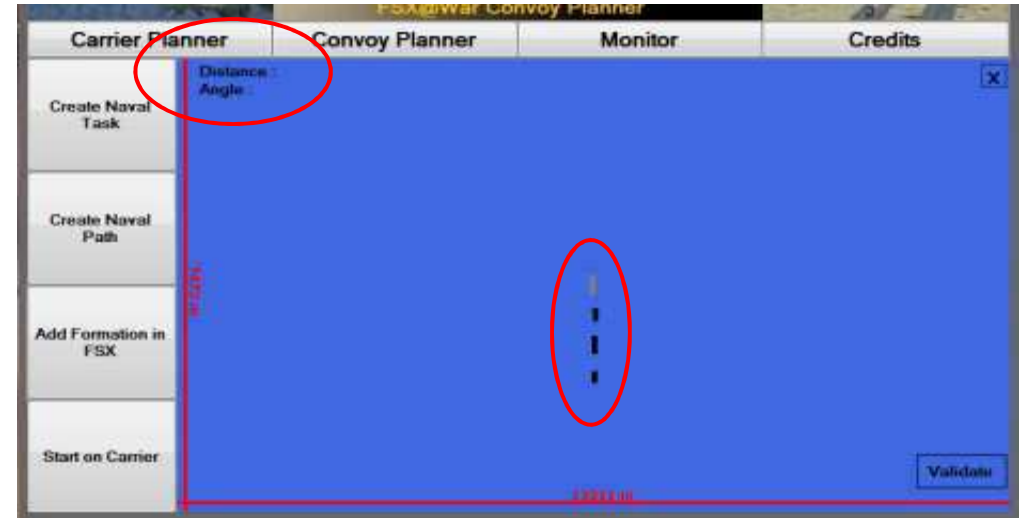 FSX@War Convoy Planner
Carrier Planner
Convoy Planner
Monitor
Credits
Distance :
Angle :
X
Create Naval
Task
Create Naval
Path
Add Formation in
FSX
Start on Carrier
Validate